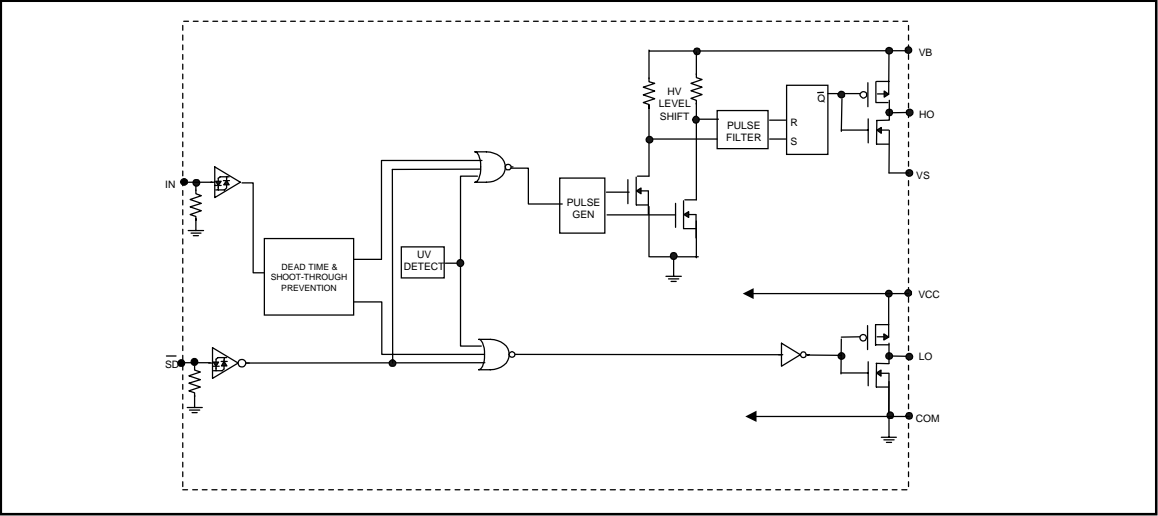 VB
HV
LEVEL
SHIFT
Q̅
HO
PULSE
FILTER
R
S
VS
IN
PULSE
GEN
UV
DETECT
DEAD TIME &
SHOOT-THROUGH
PREVENTION
VCC
S̅D̅
LO
COM